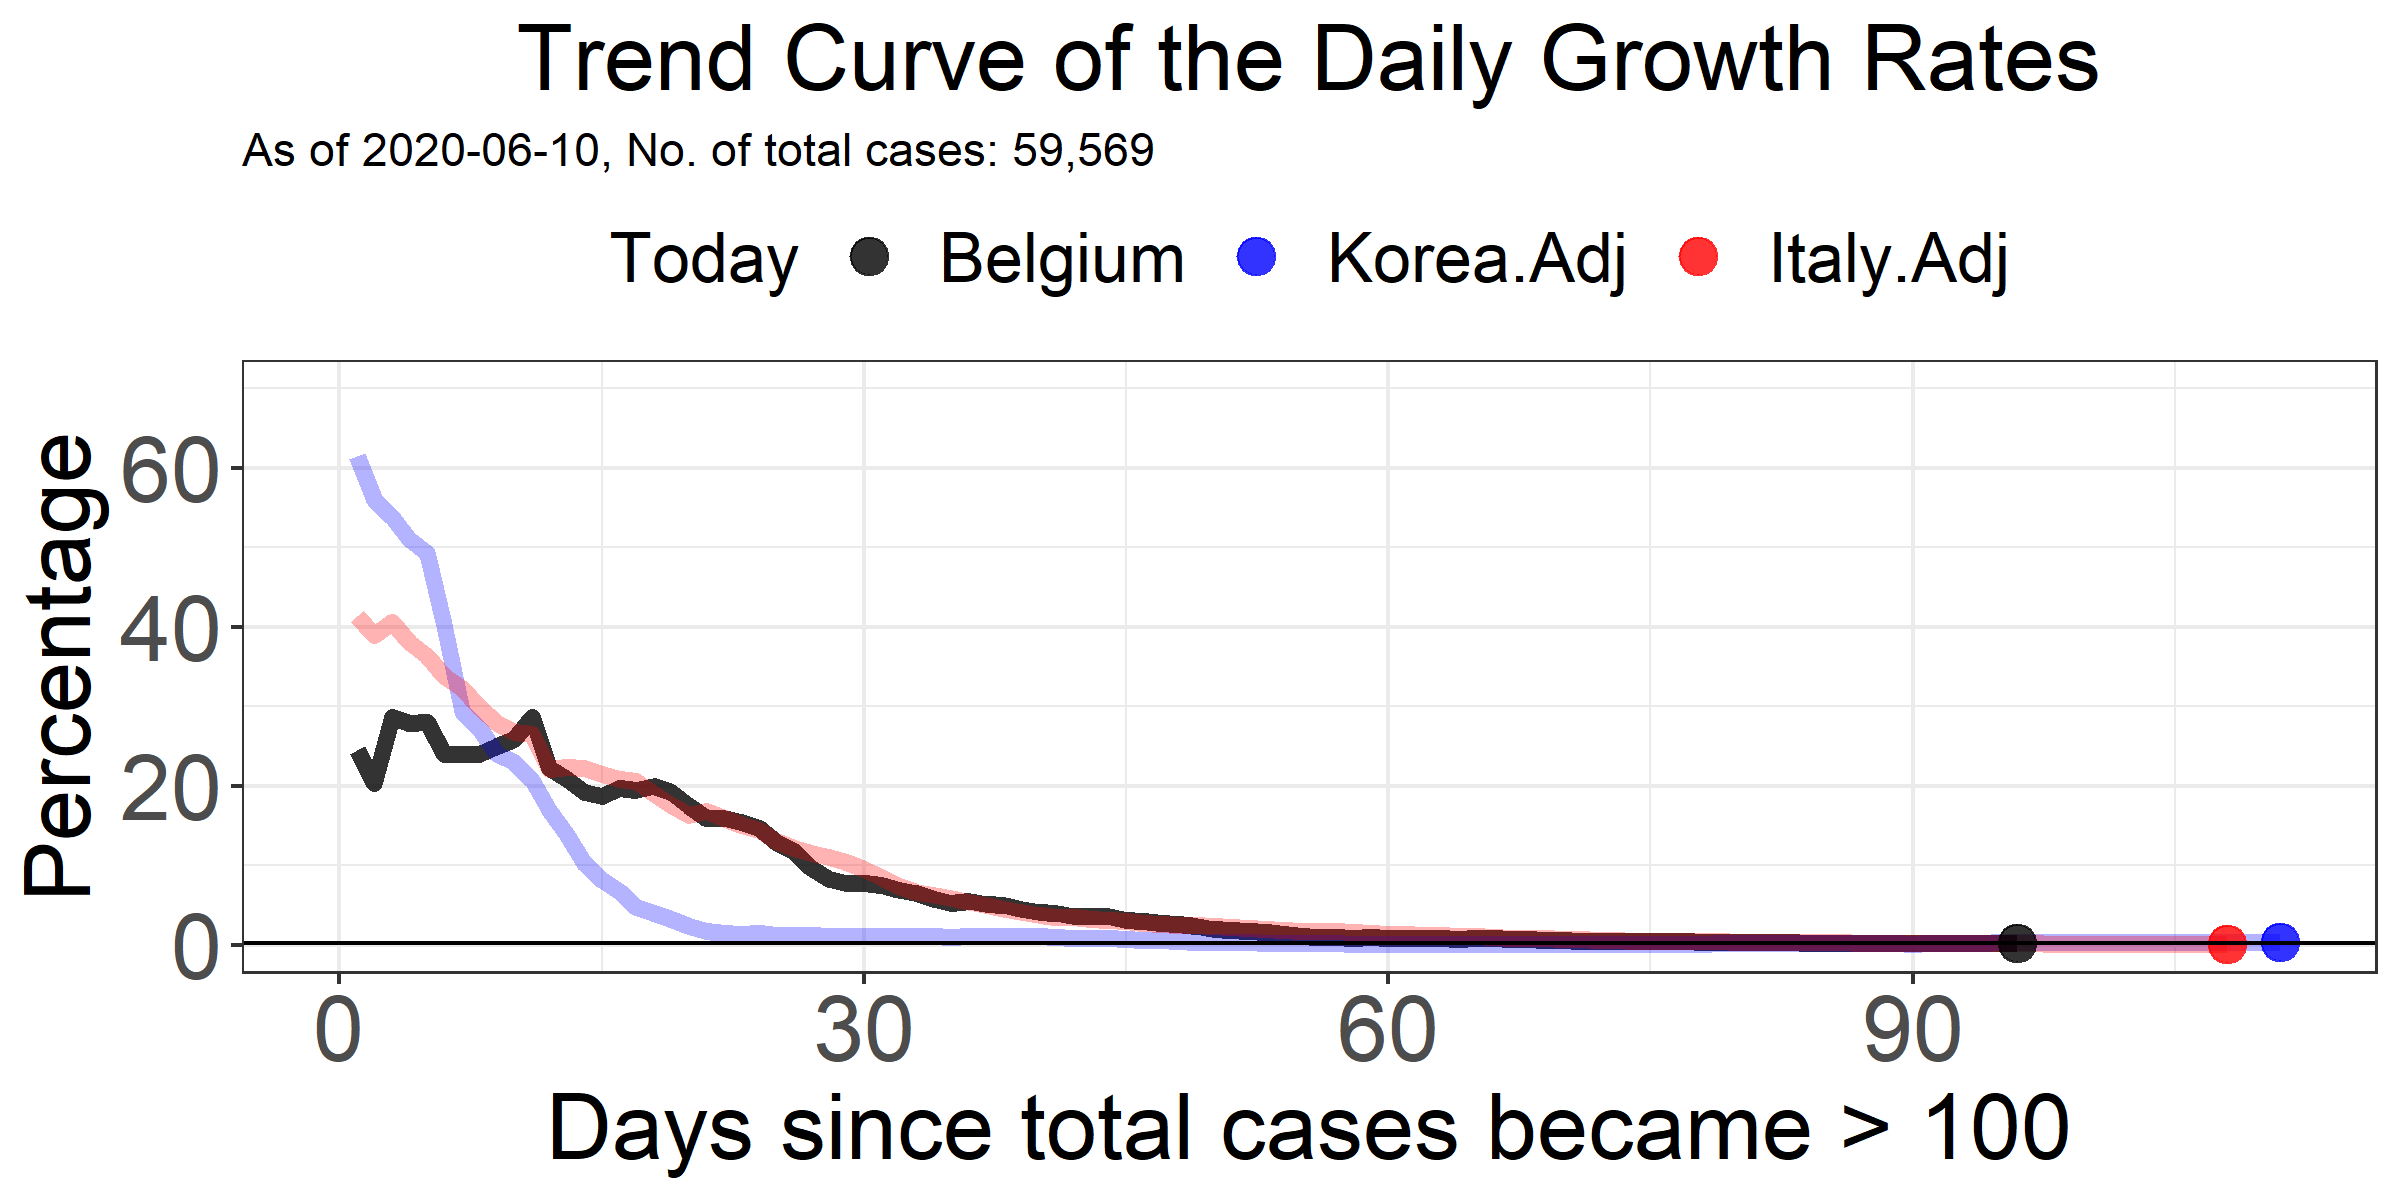 Trend Curve of the Daily Growth Rates
As of 2020-06-10, No. of total cases: 59,569
Today Belgium Korea.Adj Italy.Adj
Percentage
60
40
20
0
0 30 60 90
Days since total cases became > 100